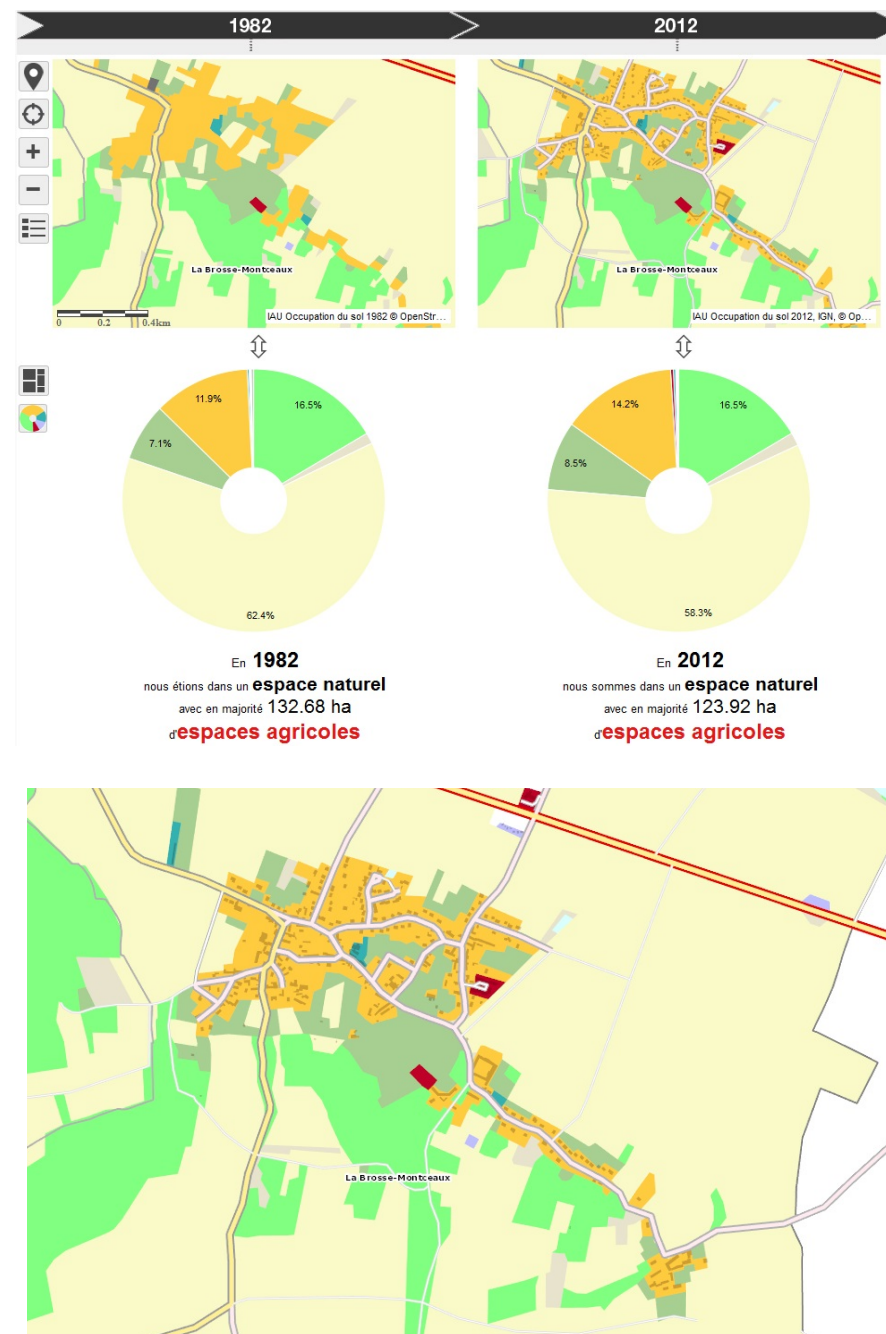 1982
2012
La Brosse-Montceaux
0 0.2 0.4km
IAU Occupation du sol 1982 © OpenStr...
La Brosse-Montceaux
IAU Occupation du sol 2012, IGN, © Op...
11.9%
16.5%
7.1%
62.4%
14.2%
16.5%
8.5%
58.3%
En 1982
nous étions dans un espace naturel
avec en majorité 132.68 ha
d'espaces agricoles
En 2012
nous sommes dans un espace naturel
avec en majorité 123.92 ha
d'espaces agricoles
La Brosse-Montceaux